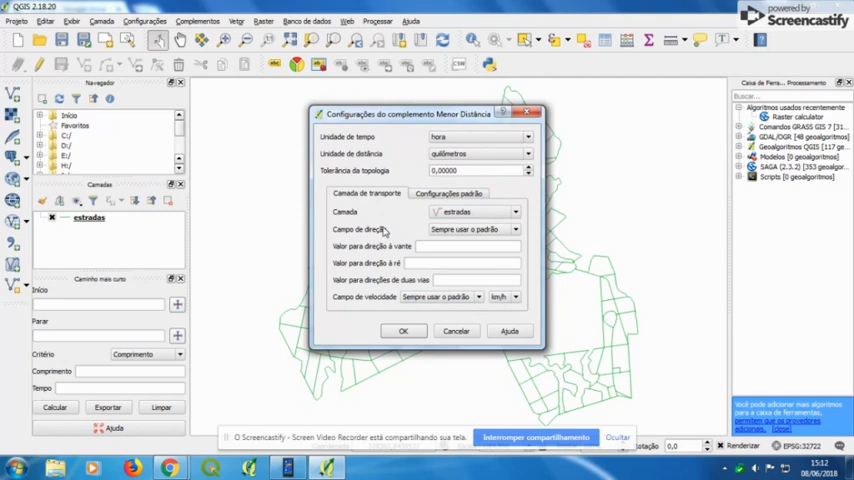 QGIS 2.18.20
powered by
Screencastify
Projeto Editar Exibir Camada Configurações Complementos Vetor Raster Banco de dados Web Processar Ajuda
Navegador
Início
Favoritos
C:/
D:/
E:/
H:/
Camadas
estradas
Caminho mais curto
Início
Parar
Critério Comprimento
Comprimento
Tempo
Calcular Exportar Limpar
Ajuda
Configurações do complemento Menor Distância
Unidade de tempo hora
Unidade de distância quilômetros
Tolerância da topologia 0,00000
Camada de transporte Configurações padrão
Camada estradas
Campo de direção Sempre usar o padrão
Valor para direção à vante
Valor para direção à ré
Valor para direções de duas vias
Campo de velocidade Sempre usar o padrão km/h
OK Cancelar Ajuda
Caixa de Ferra... Processamento
Buscar...
Algoritmos usados recentemente
Raster calculator
Comandos GRASS GIS 7 [3
GDAL/OGR [48 geoalgoritmos]
Geoalgoritmos QGIS [117 ge
Modelos [0 geoalgoritmos]
SAGA (2.3.2) [235 geoalgori
Scripts [0 geoalgoritmos]
Você pode adicionar mais algoritmos
para a caixa de ferramentas,
permitem que os provedores
adicionais. [close]
O Screencastify - Screen Video Recorder está compartilhando sua tela. Interromper compartilhamento Ocultar
otação 0,0 Renderizar EPSG:32722
CSW
15:12
08/06/2018